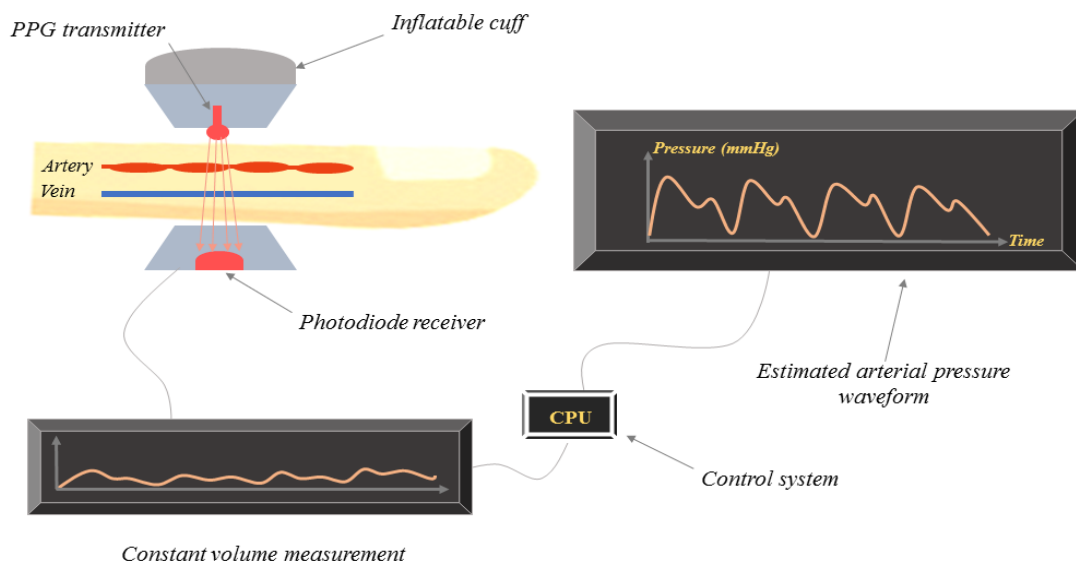 PPG transmitter
Inflatable cuff
Artery
Vein
Photodiode receiver
Pressure (mmHg)
Time
Estimated arterial pressure
waveform
CPU
Control system
Constant volume measurement